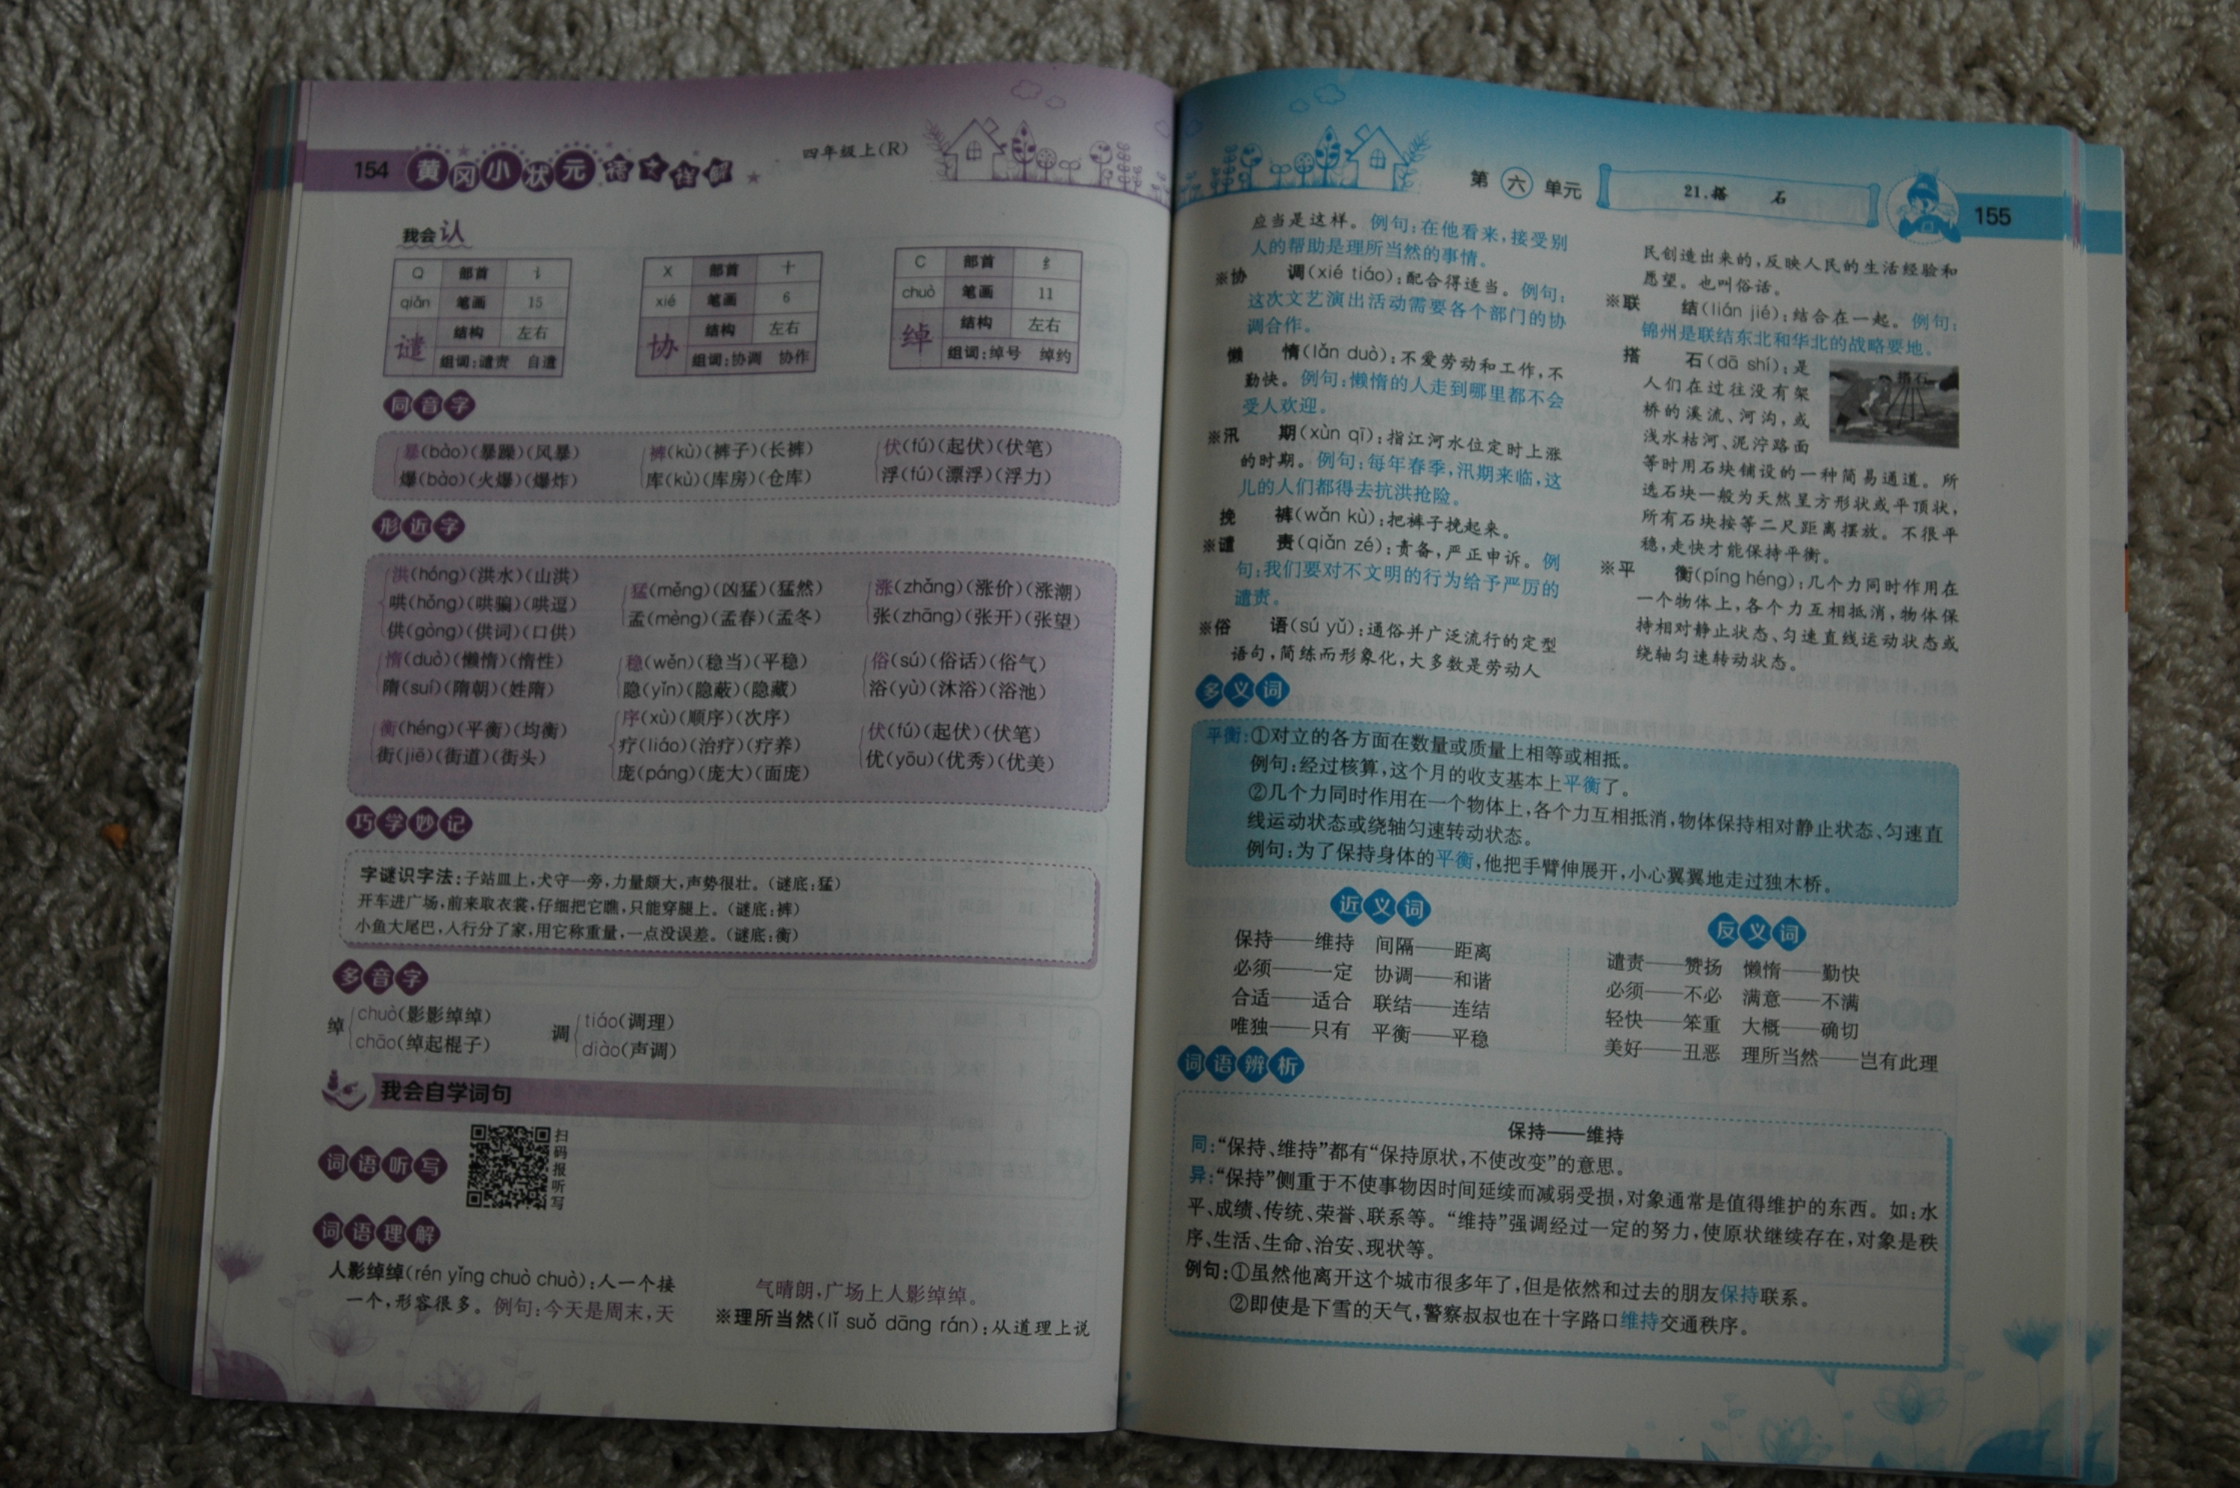 154 黄冈小状元 四年级上(R)
我会认
Q 部首 讠
qiǎn 笔画 15
谴 结构 左右
组词:谴责 自谴
X 部首 十
xié 笔画 6
协 结构 左右
组词:协调 协作
C 部首 纟
chuò 笔画 11
绰 结构 左右
组词:绰号 绰约
同音字
暴(bào)(暴躁)(风暴) 裤(kù)(裤子)(长裤) 伏(fú)(起伏)(伏笔)
爆(bào)(火爆)(爆炸) 库(kù)(库房)(仓库) 浮(fú)(漂浮)(浮力)
形近字
洪(hóng)(洪水)(山洪) 猛(měng)(凶猛)(猛然) 涨(zhǎng)(涨价)(涨潮)
哄(hǒng)(哄骗)(哄逗) 孟(mèng)(孟春)(孟冬) 张(zhāng)(张开)(张望)
供(gòng)(供词)(口供)
惰(duò)(懒惰)(惰性) 稳(wěn)(稳当)(平稳) 俗(sú)(俗话)(俗气)
隋(suí)(隋朝)(姓隋) 隐(yǐn)(隐蔽)(隐藏) 浴(yù)(沐浴)(浴池)
序(xù)(顺序)(次序)
衡(héng)(平衡)(均衡) 疗(liáo)(治疗)(疗养) 伏(fú)(起伏)(伏笔)
街(jiē)(街道)(街头) 庞(páng)(庞大)(面庞) 优(yōu)(优秀)(优美)
巧学妙记
字谜识字法:子站皿上,犬守一旁,力量颇大,声势很壮。(谜底:猛)
开车进广场,前来取衣裳,仔细把它瞧,只能穿腿上。(谜底:裤)
小鱼大尾巴,人行分了家,用它称重量,一点没误差。(谜底:衡)
多音字
绰 chuò(影影绰绰) 调 tiáo(调理)
chāo(绰起棍子) diào(声调)
我会自学词句
词语听写 扫码报听写
词语理解
人影绰绰(rén yǐng chuò chuò):人一个接
一个,形容很多。例句:今天是周末,天
气晴朗,广场上人影绰绰。
※理所当然(lǐ suǒ dāng rán):从道理上说
第六单元 21.搭 石 155
应当是这样。例句:在他看来,接受别
人的帮助是理所当然的事情。
※协 调(xié tiáo):配合得适当。例句:
这次文艺演出活动需要各个部门的协
调合作。
懒 惰(lǎn duò):不爱劳动和工作,不
勤快。例句:懒惰的人走到哪里都不会
受人欢迎。
※汛 期(xùn qī):指江河水位定时上涨
的时期。例句:每年春季,汛期来临,这
儿的人们都得去抗洪抢险。
挽 裤(wǎn kù):把裤子挽起来。
※谴 责(qiǎn zé):责备,严正申诉。例
句:我们要对不文明的行为给予严厉的
谴责。
※俗 语(sú yǔ):通俗并广泛流行的定型
语句,简练而形象化,大多数是劳动人
民创造出来的,反映人民的生活经验和
愿望。也叫俗话。
※联 结(lián jié):结合在一起。例句:
锦州是联结东北和华北的战略要地。
搭 石(dā shí):是
人们在过往没有架
桥的溪流、河沟,或
浅水枯河、泥泞路面
等时用石块铺设的一种简易通道。所
选石块一般为天然呈方形状或平顶状,
所有石块按等二尺距离摆放。不很平
稳,走快才能保持平衡。
※平 衡(píng héng):几个力同时作用在
一个物体上,各个力互相抵消,物体保
持相对静止状态、匀速直线运动状态或
绕轴匀速转动状态。
多义词
平衡:①对立的各方面在数量或质量上相等或相抵。
例句:经过核算,这个月的收支基本上平衡了。
②几个力同时作用在一个物体上,各个力互相抵消,物体保持相对静止状态、匀速直
线运动状态或绕轴匀速转动状态。
例句:为了保持身体的平衡,他把手臂伸展开,小心翼翼地走过独木桥。
近义词 反义词
保持——维持 间隔——距离 谴责——赞扬 懒惰——勤快
必须——一定 协调——和谐 必须——不必 满意——不满
合适——适合 联结——连结 轻快——笨重 大概——确切
唯独——只有 平衡——平稳 美好——丑恶 理所当然——岂有此理
词语辨析
保持——维持
同:“保持、维持”都有“保持原状,不使改变”的意思。
异:“保持”侧重于不使事物因时间延续而减弱受损,对象通常是值得维护的东西。如:水
平、成绩、传统、荣誉、联系等。“维持”强调经过一定的努力,使原状继续存在,对象是秩
序、生活、生命、治安、现状等。
例句:①虽然他离开这个城市很多年了,但是依然和过去的朋友保持联系。
②即使是下雪的天气,警察叔叔也在十字路口维持交通秩序。